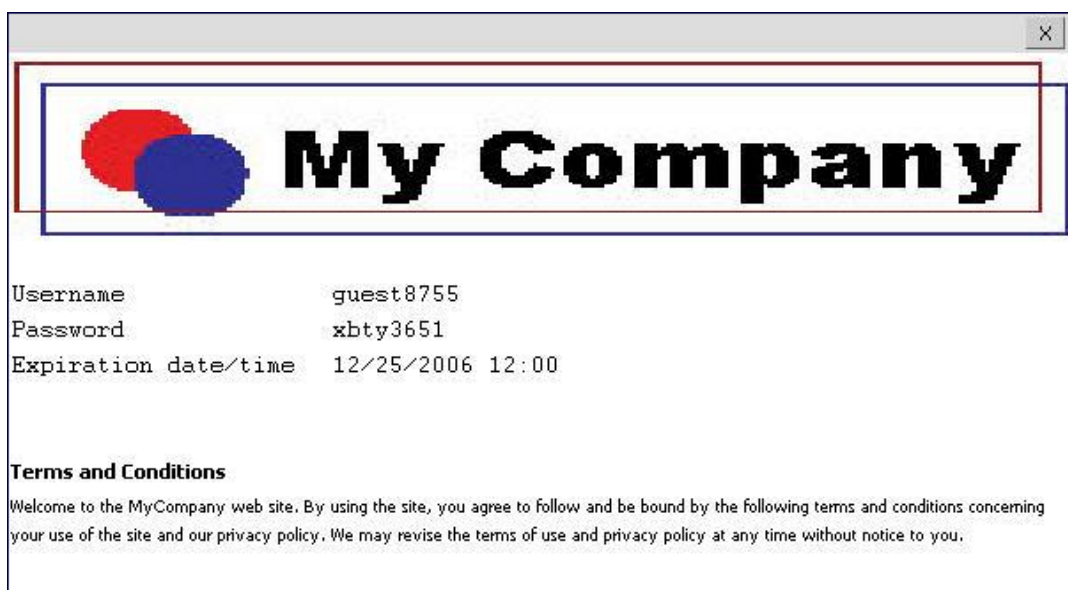 X
My Company
Username guest8755
Password xbty3651
Expiration date/time 12/25/2006 12:00
Terms and Conditions
Welcome to the MyCompany web site. By using the site, you agree to follow and be bound by the following terms and conditions concerning
your use of the site and our privacy policy. We may revise the terms of use and privacy policy at any time without notice to you.